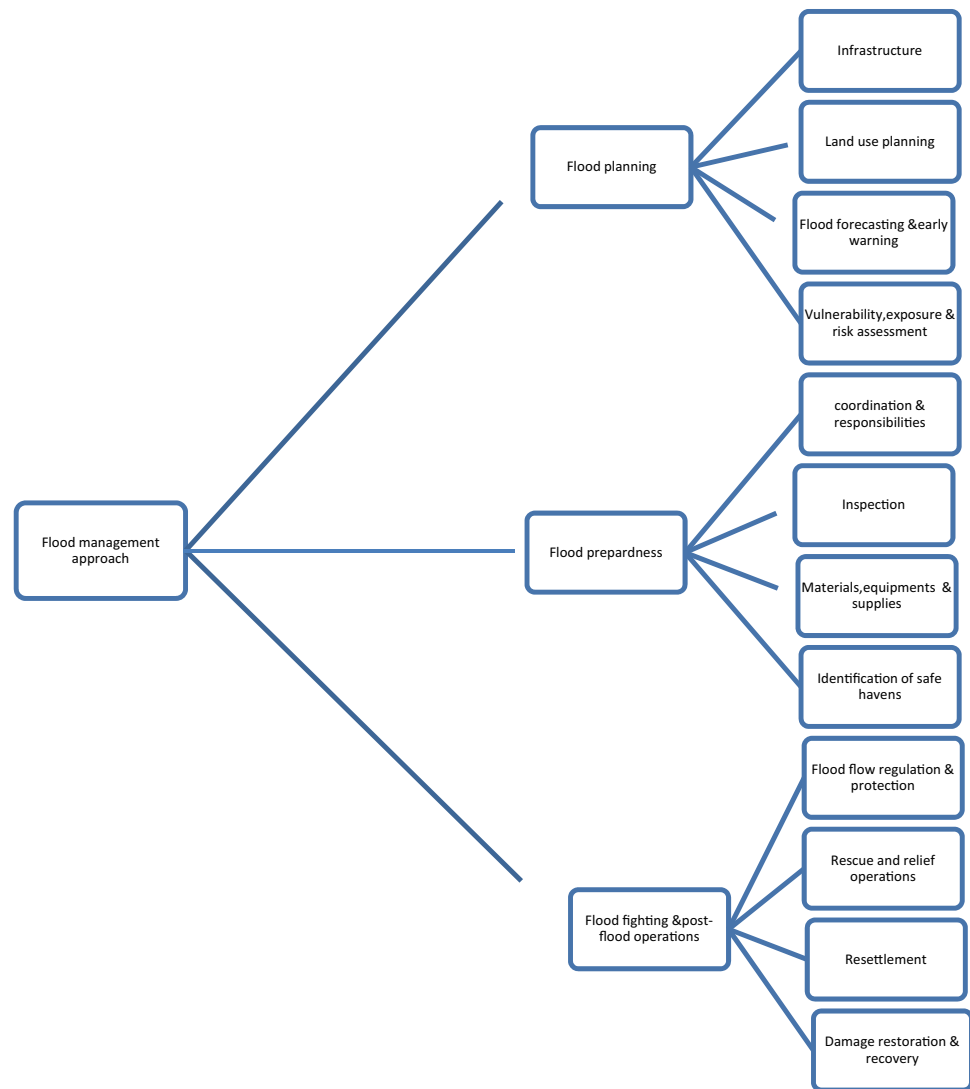 Flood management
approach
Flood planning
Infrastructure
Land use planning
Flood forecasting &early
warning
Vulnerability,exposure &
risk assessment
Flood prepardness
coordination &
responsibilities
Inspection
Materials,equipments &
supplies
Identification of safe
havens
Flood fighting &post-
flood operations
Flood flow regulation &
protection
Rescue and relief
operations
Resettlement
Damage restoration &
recovery